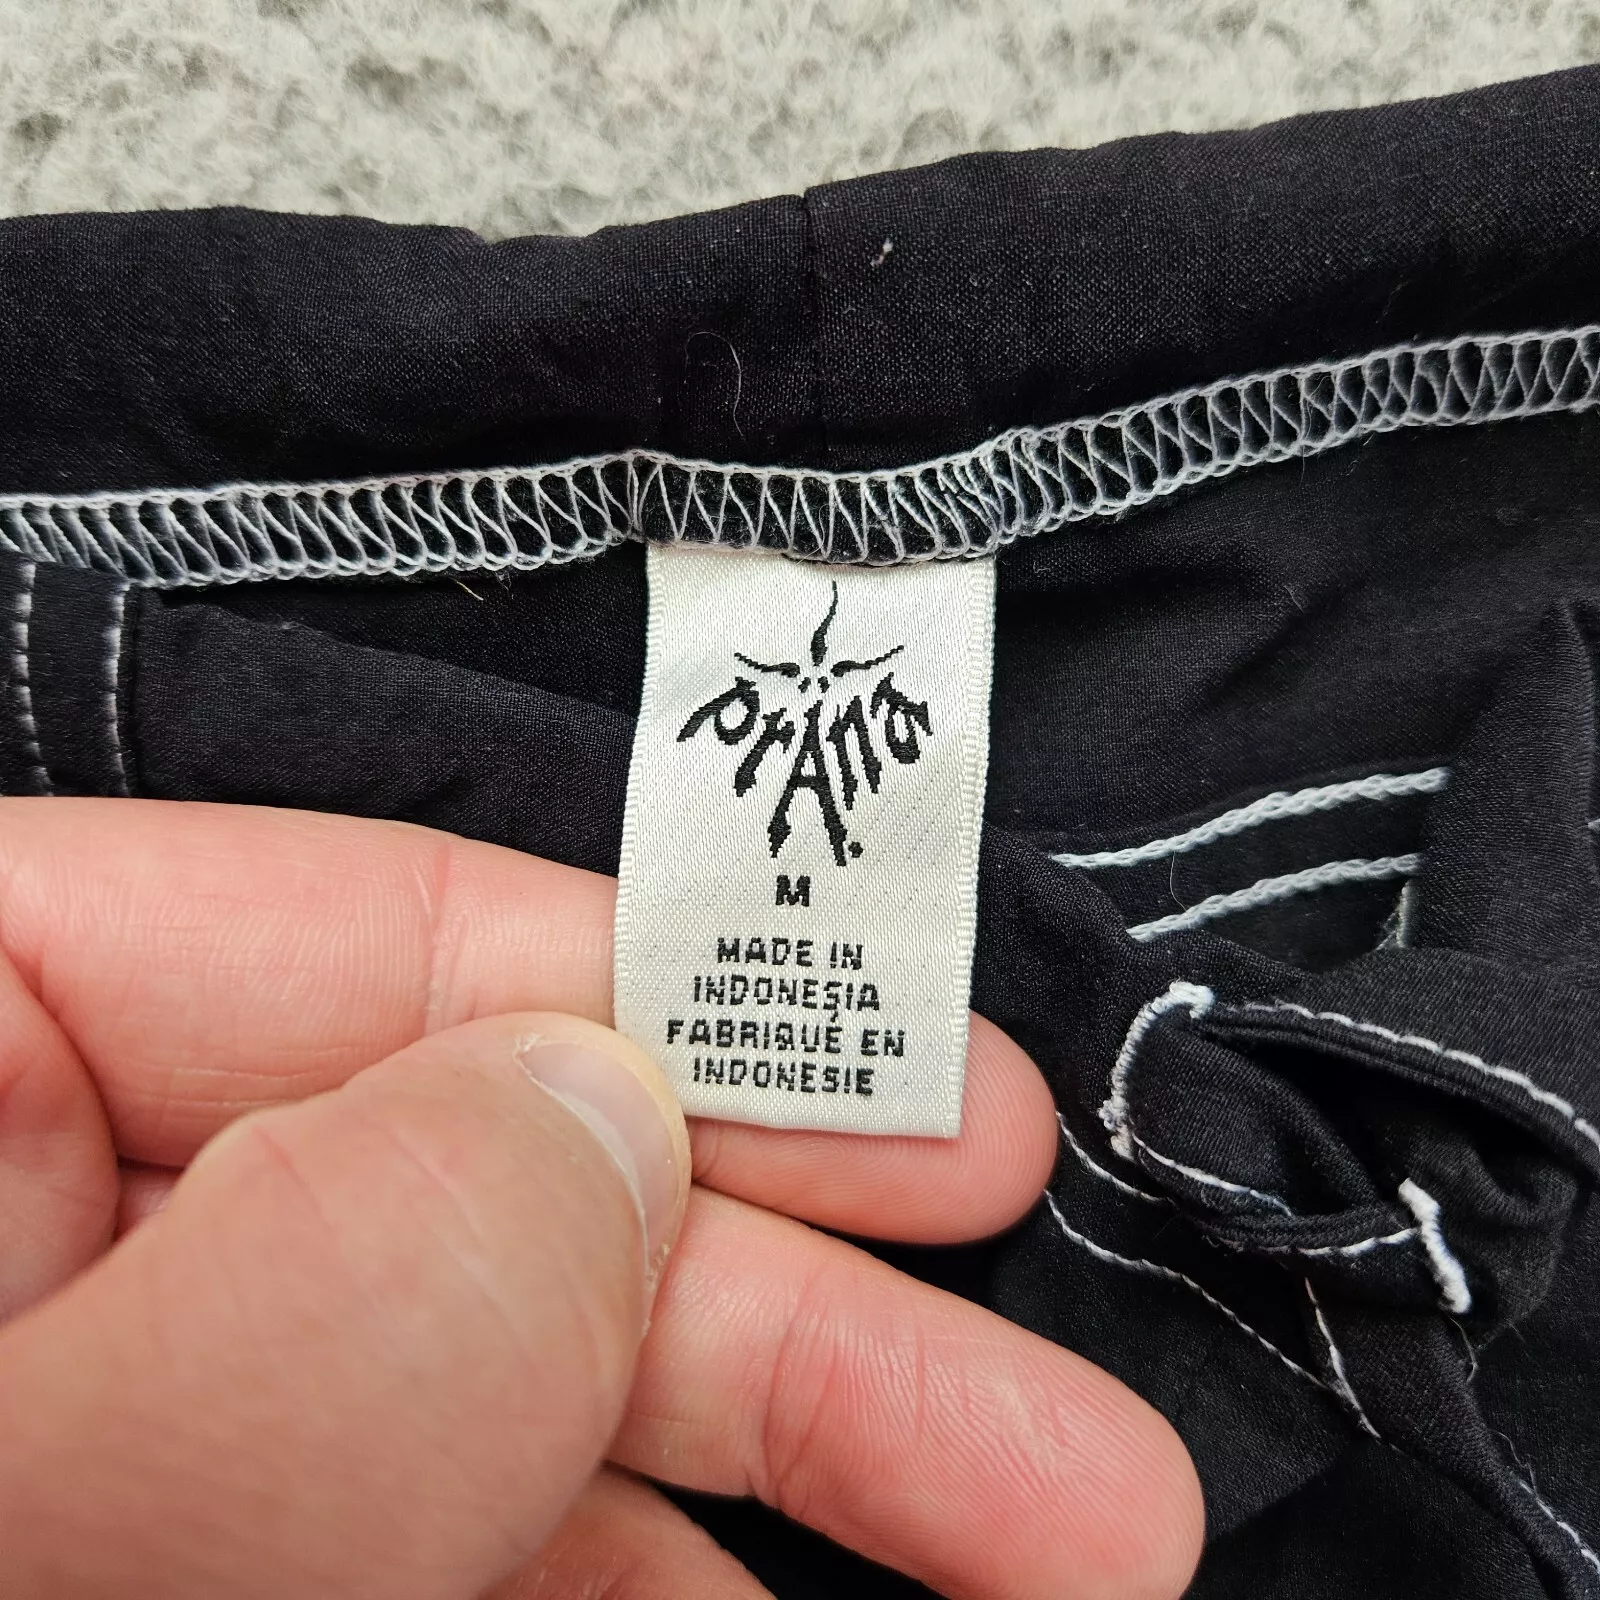 prAna
M
MADE IN
INDONESIA
FABRIQUÉ EN
INDONESIE